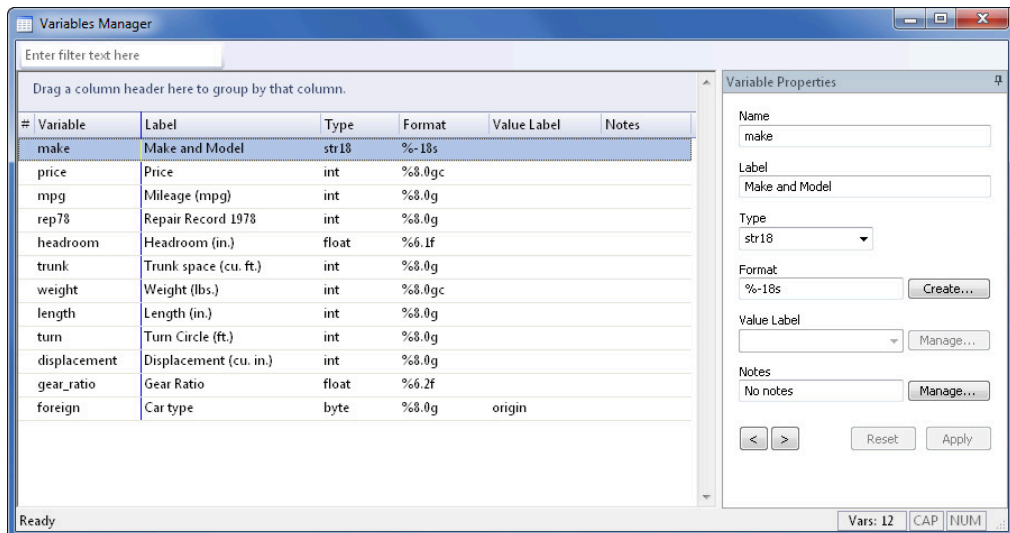 Variables Manager
Enter filter text here
Drag a column header here to group by that column.
# Variable Label Type Format Value Label Notes
make Make and Model str18 %-18s
price Price int %8.0gc
mpg Mileage (mpg) int %8.0g
rep78 Repair Record 1978 int %8.0g
headroom Headroom (in.) float %6.1f
trunk Trunk space (cu. ft.) int %8.0g
weight Weight (lbs.) int %8.0gc
length Length (in.) int %8.0g
turn Turn Circle (ft.) int %8.0g
displacement Displacement (cu. in.) int %8.0g
gear_ratio Gear Ratio float %6.2f
foreign Car type byte %8.0g origin
Variable Properties
Name
make
Label
Make and Model
Type
str18
Format
%-18s Create...
Value Label
Manage...
Notes
No notes Manage...
< > Reset Apply
Ready Vars: 12 CAP NUM